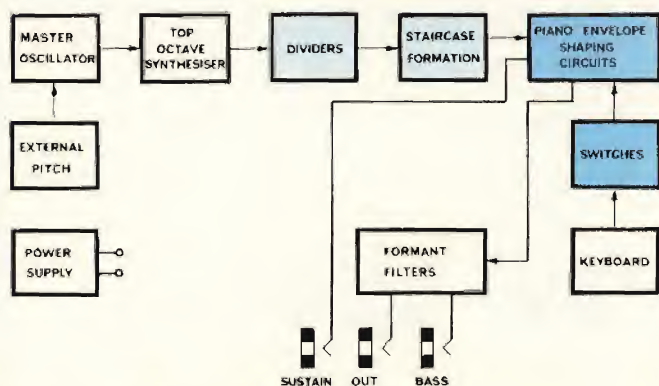 MASTER
OSCILLATOR
TOP
OCTAVE
SYNTHESISER
DIVIDERS
STAIRCASE
FORMATION
PIANO ENVELOPE
SHAPING
CIRCUITS
EXTERNAL
PITCH
SWITCHES
POWER
SUPPLY
FORMANT
FILTERS
KEYBOARD
SUSTAIN OUT BASS